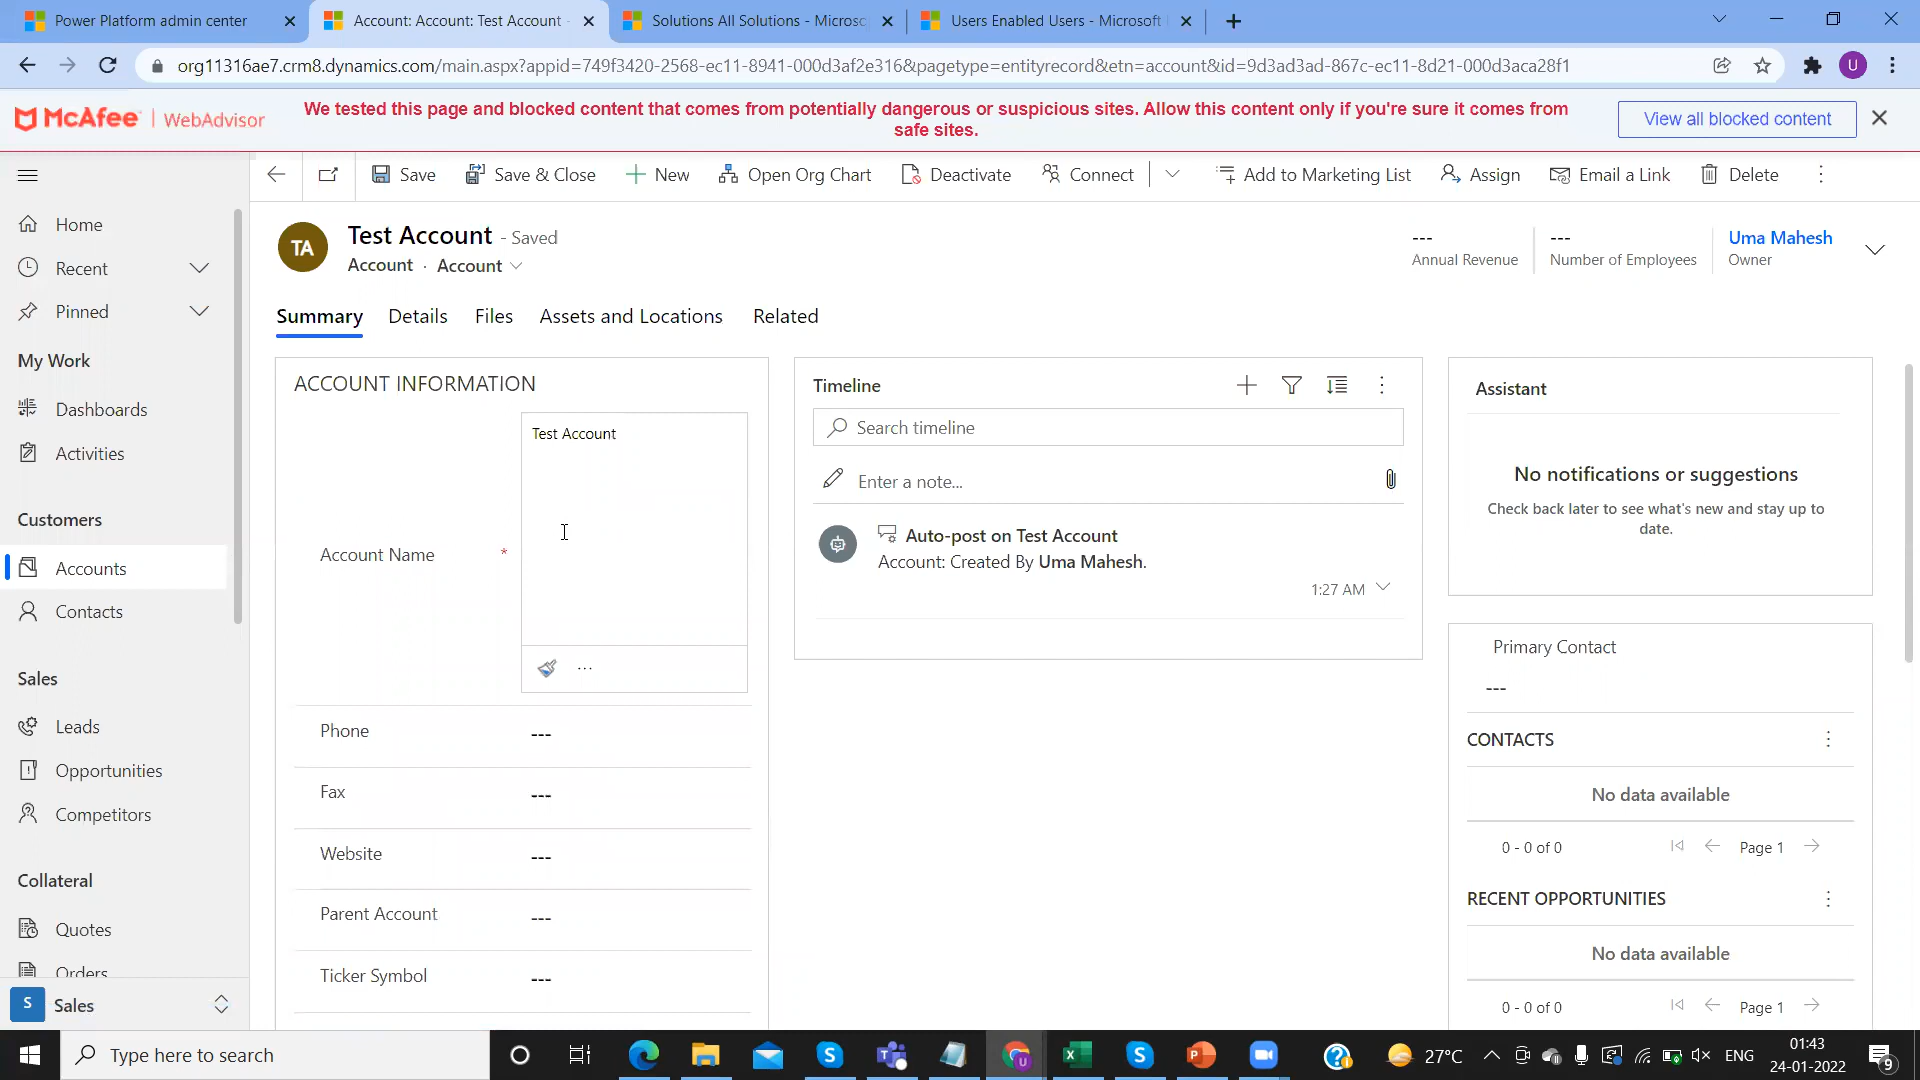 Power Platform admin center
Account: Account: Test Account -
Solutions All Solutions - Microso
Users Enabled Users - Microsoft
org11316ae7.crm8.dynamics.com/main.aspx?appid=749f3420-2568-ec11-8941-000d3af2e316&pagetype=entityrecord&etn=account&id=9d3ad3ad-867c-ec11-8d21-000d3aca28f1
U
McAfee | WebAdvisor
We tested this page and blocked content that comes from potentially dangerous or suspicious sites. Allow this content only if you're sure it comes from
safe sites.
View all blocked content
Save
Save & Close
New
Open Org Chart
Deactivate
Connect
Add to Marketing List
Assign
Email a Link
Delete
Home
Recent
Pinned
My Work
Dashboards
Activities
Customers
Accounts
Contacts
Sales
Leads
Opportunities
Competitors
Collateral
Quotes
Orders
S Sales
TA
Test Account - Saved
Account · Account
---
Annual Revenue
---
Number of Employees
Uma Mahesh
Owner
Summary
Details
Files
Assets and Locations
Related
ACCOUNT INFORMATION
Account Name *
Test Account
...
Phone ---
Fax ---
Website ---
Parent Account ---
Ticker Symbol ---
Timeline
Search timeline
Enter a note...
Auto-post on Test Account
Account: Created By Uma Mahesh.
1:27 AM
Assistant
No notifications or suggestions
Check back later to see what's new and stay up to
date.
Primary Contact
---
CONTACTS
No data available
0 - 0 of 0
Page 1
RECENT OPPORTUNITIES
No data available
0 - 0 of 0
Page 1
Type here to search
27°C
ENG
01:43
24-01-2022
9